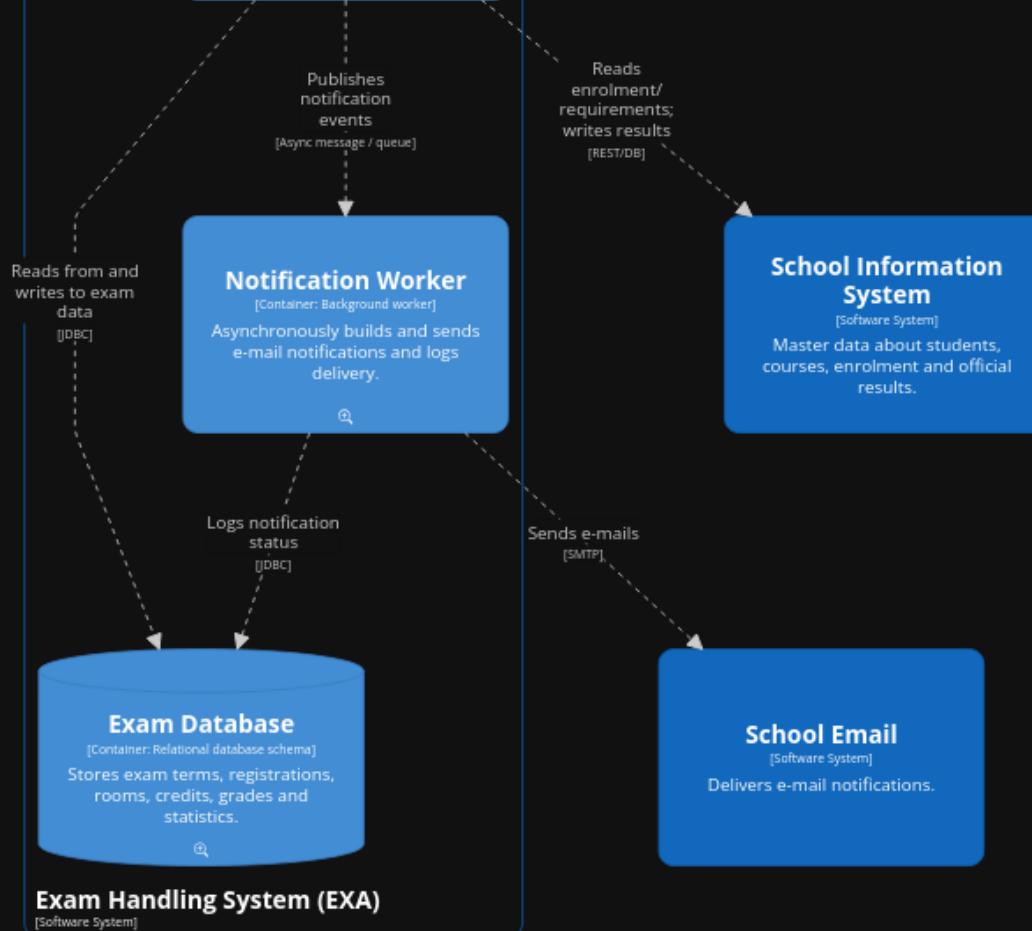 Publishes
notification
events
[Async message / queue]
Reads
enrolment/
requirements;
writes results
[REST/DB]
Reads from and
writes to exam
data
[JDBC]
Notification Worker
[Container: Background worker]
Asynchronously builds and sends
e-mail notifications and logs
delivery.
School Information
System
[Software System]
Master data about students,
courses, enrolment and official
results.
Logs notification
status
[JDBC]
Sends e-mails
[SMTP]
Exam Database
[Container: Relational database schema]
Stores exam terms, registrations,
rooms, credits, grades and
statistics.
School Email
[Software System]
Delivers e-mail notifications.
Exam Handling System (EXA)
[Software System]